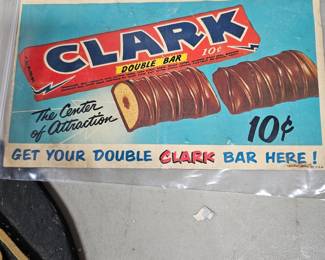 CLARK
10¢
DOUBLE BAR
The Center
of Attraction
10¢
GET YOUR DOUBLE CLARK BAR HERE !